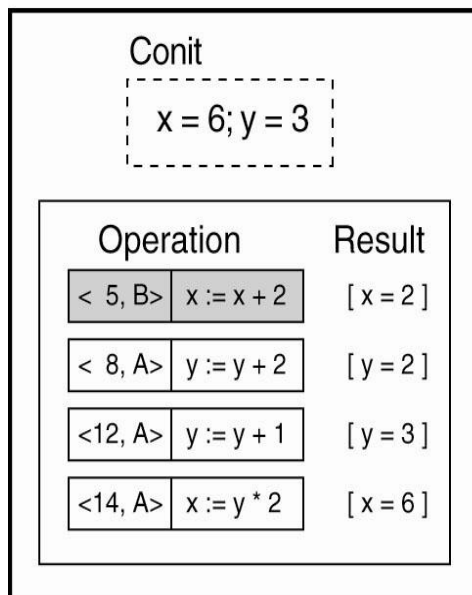 Conit
x = 6; y = 3
Operation Result
< 5, B> x := x + 2 [ x = 2 ]
< 8, A> y := y + 2 [ y = 2 ]
<12, A> y := y + 1 [ y = 3 ]
<14, A> x := y * 2 [ x = 6 ]